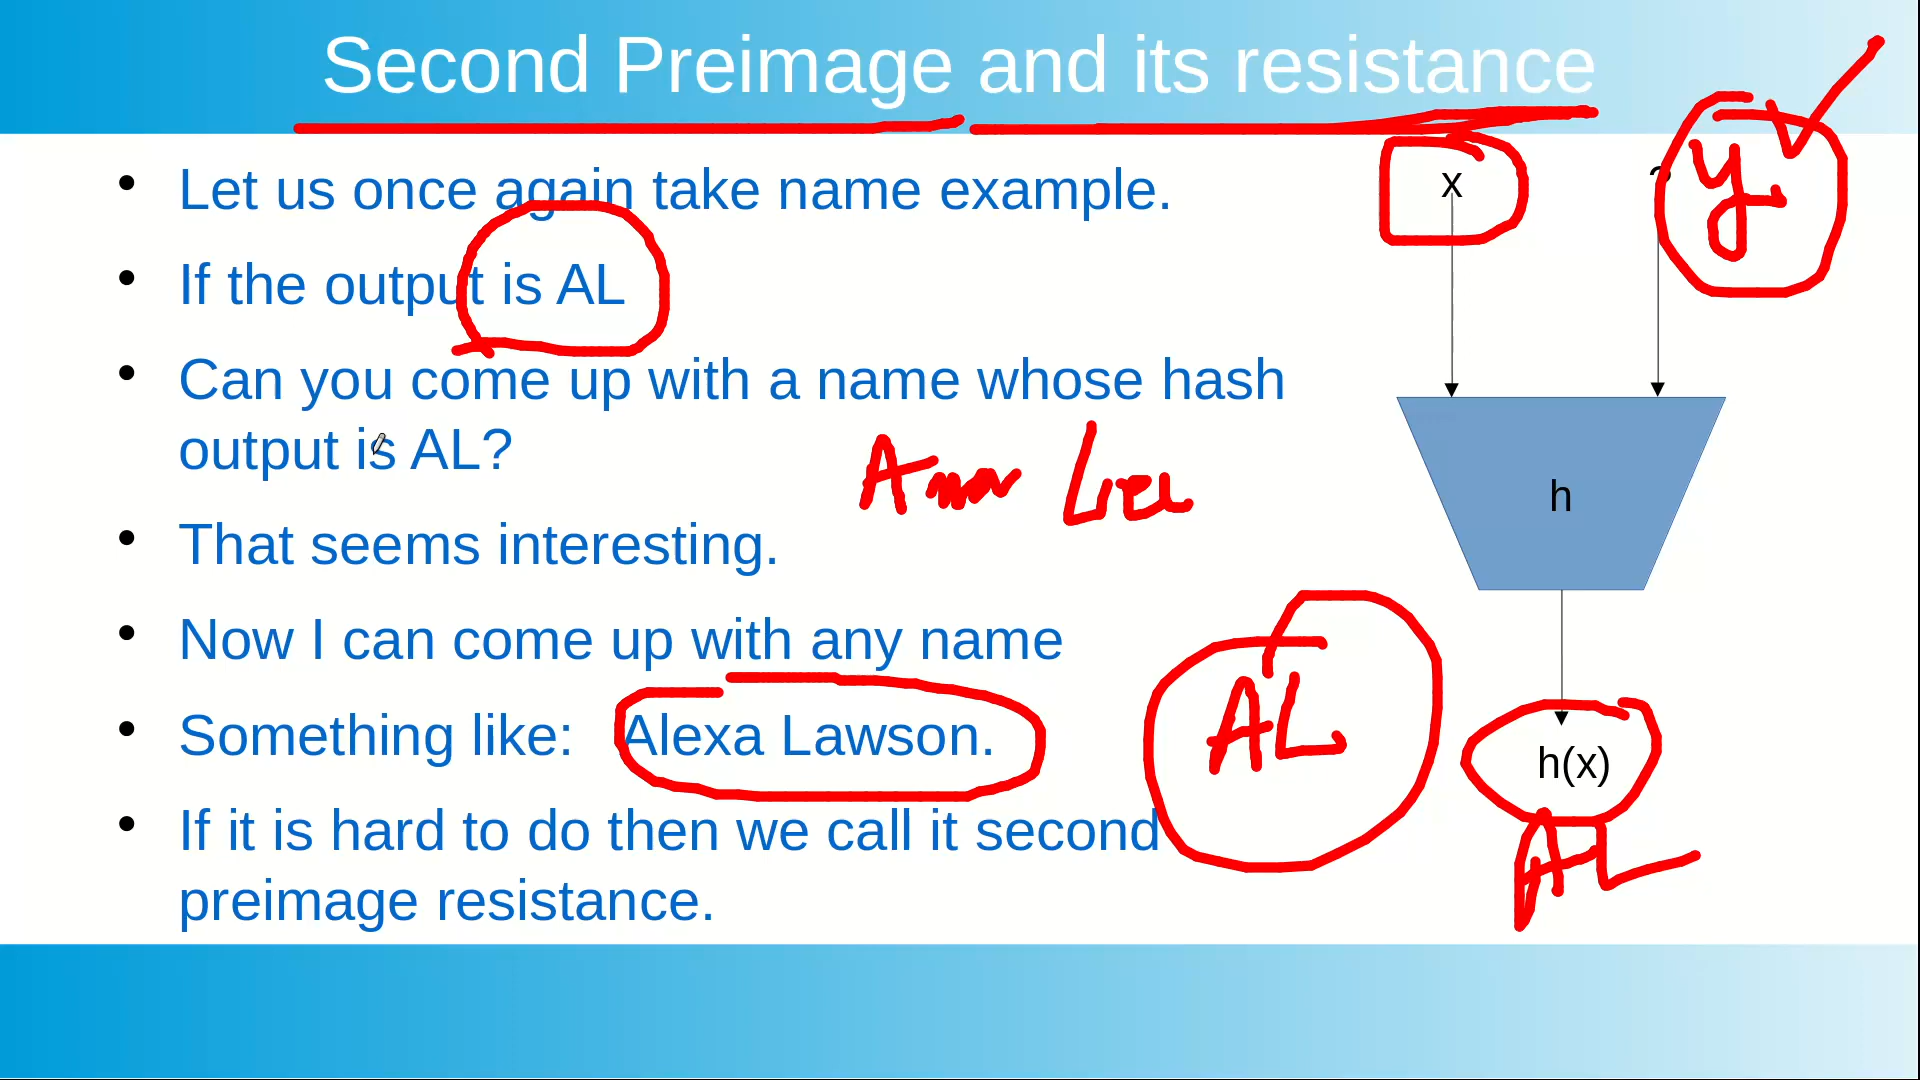 Second Preimage and its resistance
• Let us once again take name example.
• If the output is AL
• Can you come up with a name whose hash
output is AL?
• That seems interesting.
• Now I can come up with any name
• Something like: Alexa Lawson.
• If it is hard to do then we call it second
preimage resistance.
x
y
h
AL
h(x)
AL